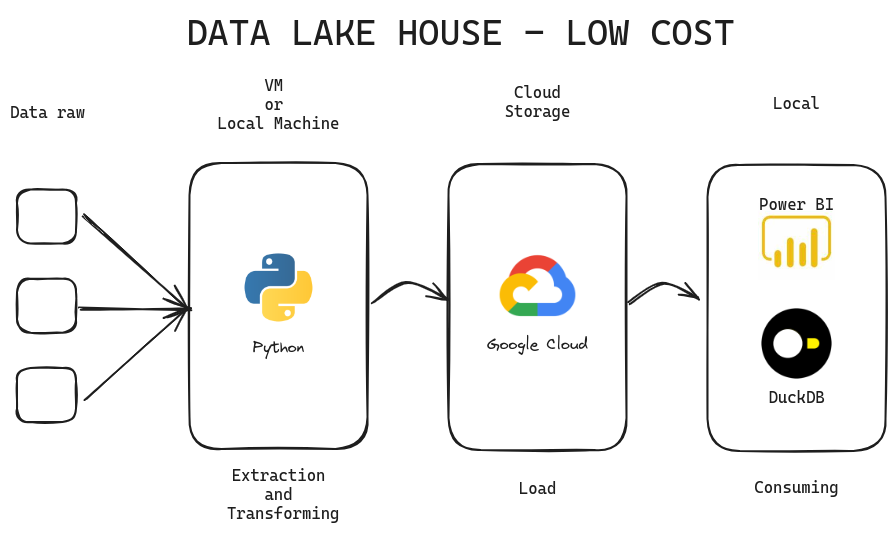 DATA LAKE HOUSE - LOW COST
Data raw
VM
or
Local Machine
Cloud
Storage
Local
Python
Google Cloud
Power BI
DuckDB
Extraction
and
Transforming
Load
Consuming